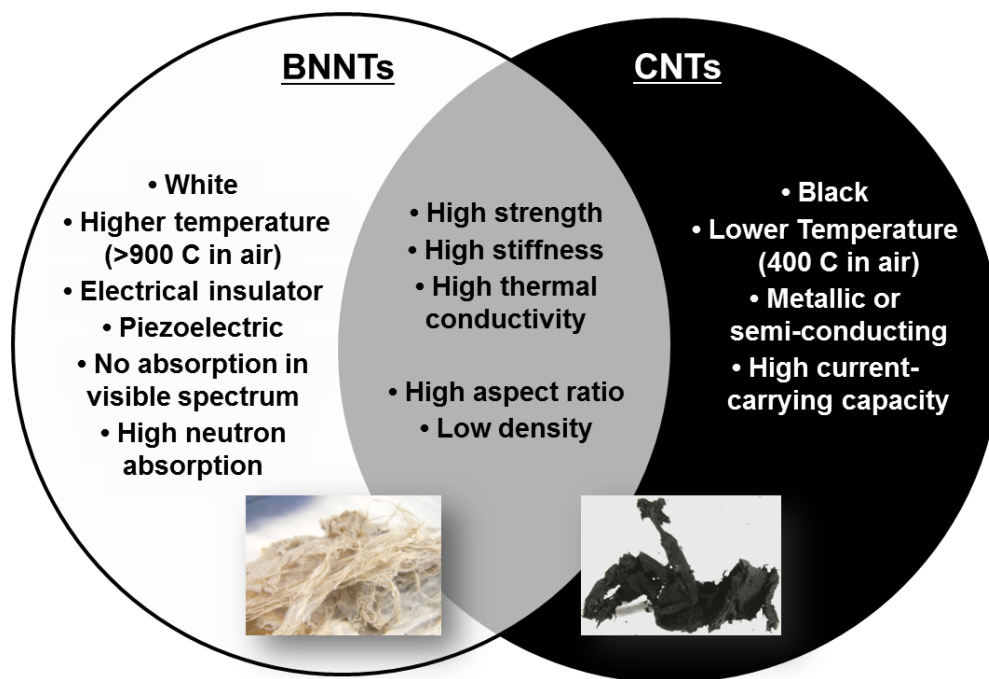 BNNTs
• White
• Higher temperature
(>900 C in air)
• Electrical insulator
• Piezoelectric
• No absorption in
visible spectrum
• High neutron
absorption
• High strength
• High stiffness
• High thermal
conductivity
• High aspect ratio
• Low density
CNTs
• Black
• Lower Temperature
(400 C in air)
• Metallic or
semi-conducting
• High current-
carrying capacity